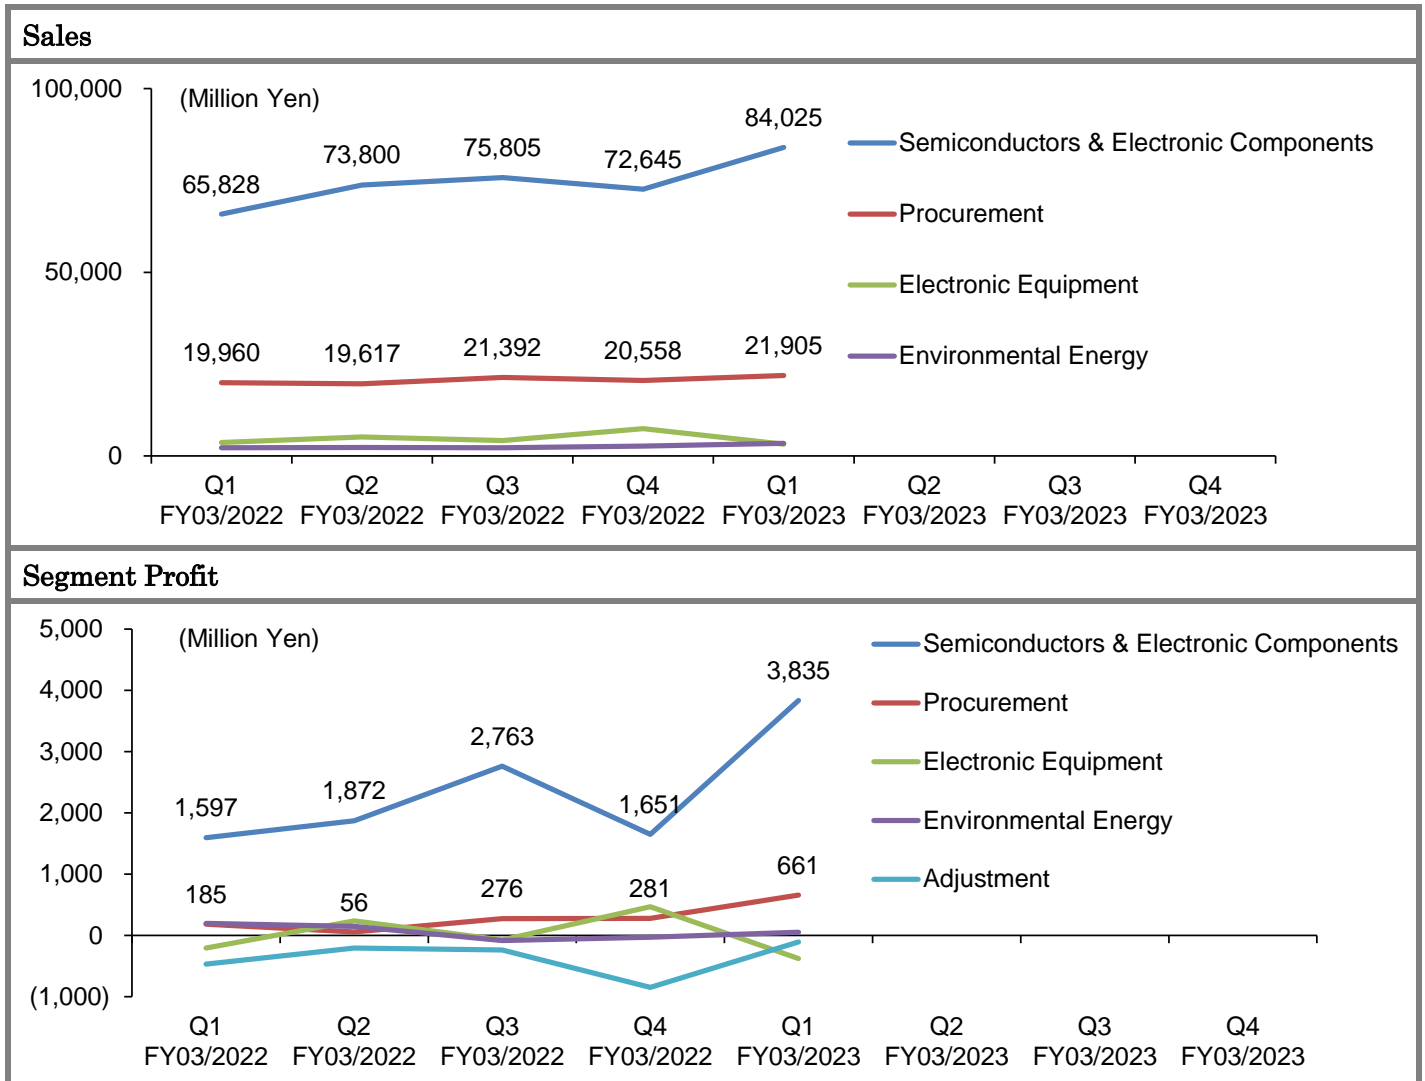 Sales
(Million Yen)
100,000
50,000
0
65,828
73,800
75,805
72,645
84,025
19,960
19,617
21,392
20,558
21,905
Semiconductors & Electronic Components
Procurement
Electronic Equipment
Environmental Energy
Q1 Q2 Q3 Q4 Q1 Q2 Q3 Q4
FY03/2022 FY03/2022 FY03/2022 FY03/2022 FY03/2023 FY03/2023 FY03/2023 FY03/2023
Segment Profit
(Million Yen)
5,000
4,000
3,000
2,000
1,000
0
(1,000)
1,597
1,872
2,763
1,651
3,835
185
56
276
281
661
Semiconductors & Electronic Components
Procurement
Electronic Equipment
Environmental Energy
Adjustment
Q1 Q2 Q3 Q4 Q1 Q2 Q3 Q4
FY03/2022 FY03/2022 FY03/2022 FY03/2022 FY03/2023 FY03/2023 FY03/2023 FY03/2023